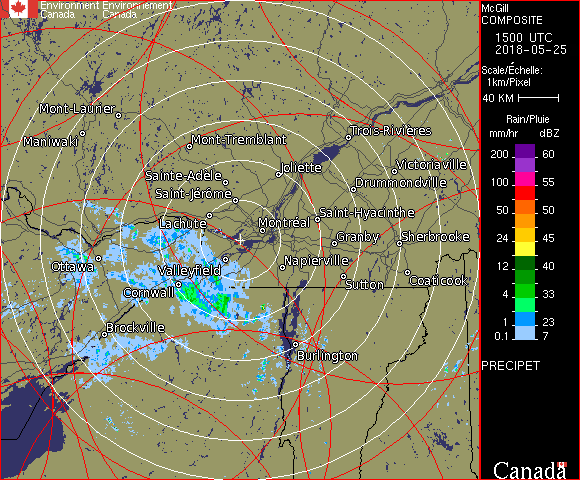 Environment Environnement
Canada Canada
McGill
COMPOSITE
1500 UTC
2018-05-25
Scale/Échelle:
1km/Pixel
40 KM
Rain/Pluie
mm/hr dBZ
200 60
100 55
50 50
24 45
12 40
4 33
1 23
0.1 7
PRECIPET
Canada
Mont-Laurier
Maniwaki
Mont-Tremblant
Trois-Rivières
Sainte-Adèle
Joliette
Victoriaville
Saint-Jérôme
Drummondville
Lachute
Montréal
Saint-Hyacinthe
Granby
Sherbrooke
Ottawa
Valleyfield
Napierville
Cornwall
Sutton
Coaticook
Brockville
Burlington